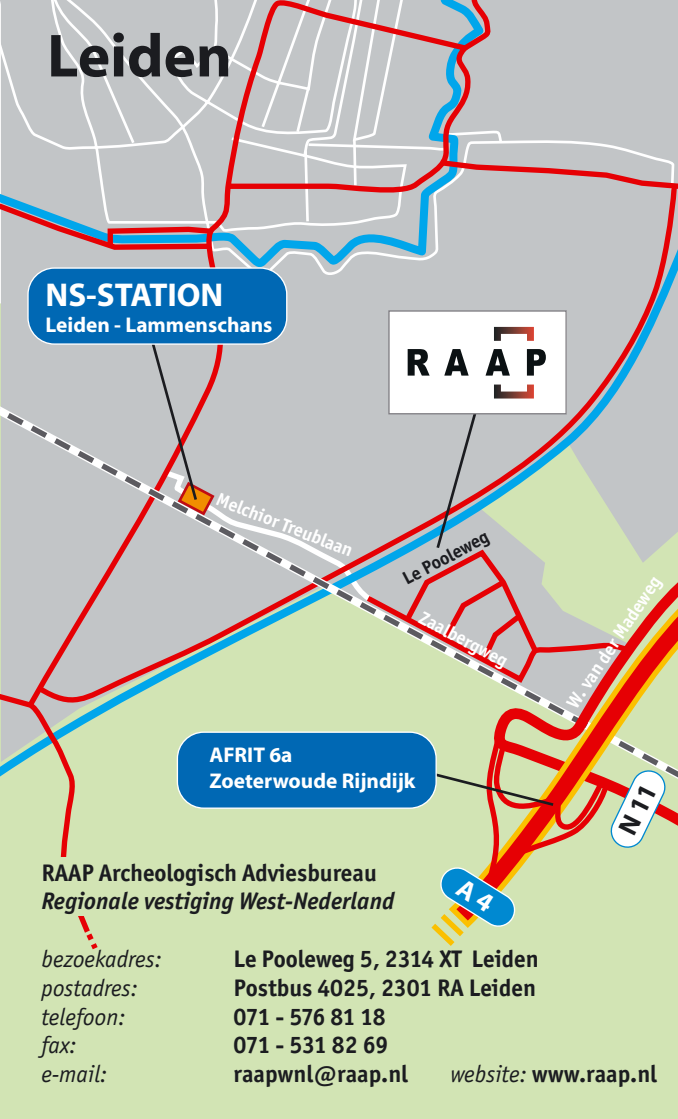 Leiden
NS-STATION
Leiden - Lammenschans
RAAP
Melchior Treublaan
Le Pooleweg
Zaalbergweg
W. van der Madeweg
AFRIT 6a
Zoeterwoude Rijndijk
N 11
A 4
RAAP Archeologisch Adviesbureau
Regionale vestiging West-Nederland
bezoekadres: Le Pooleweg 5, 2314 XT Leiden
postadres: Postbus 4025, 2301 RA Leiden
telefoon: 071 - 576 81 18
fax: 071 - 531 82 69
e-mail: raapwnl@raap.nl website: www.raap.nl